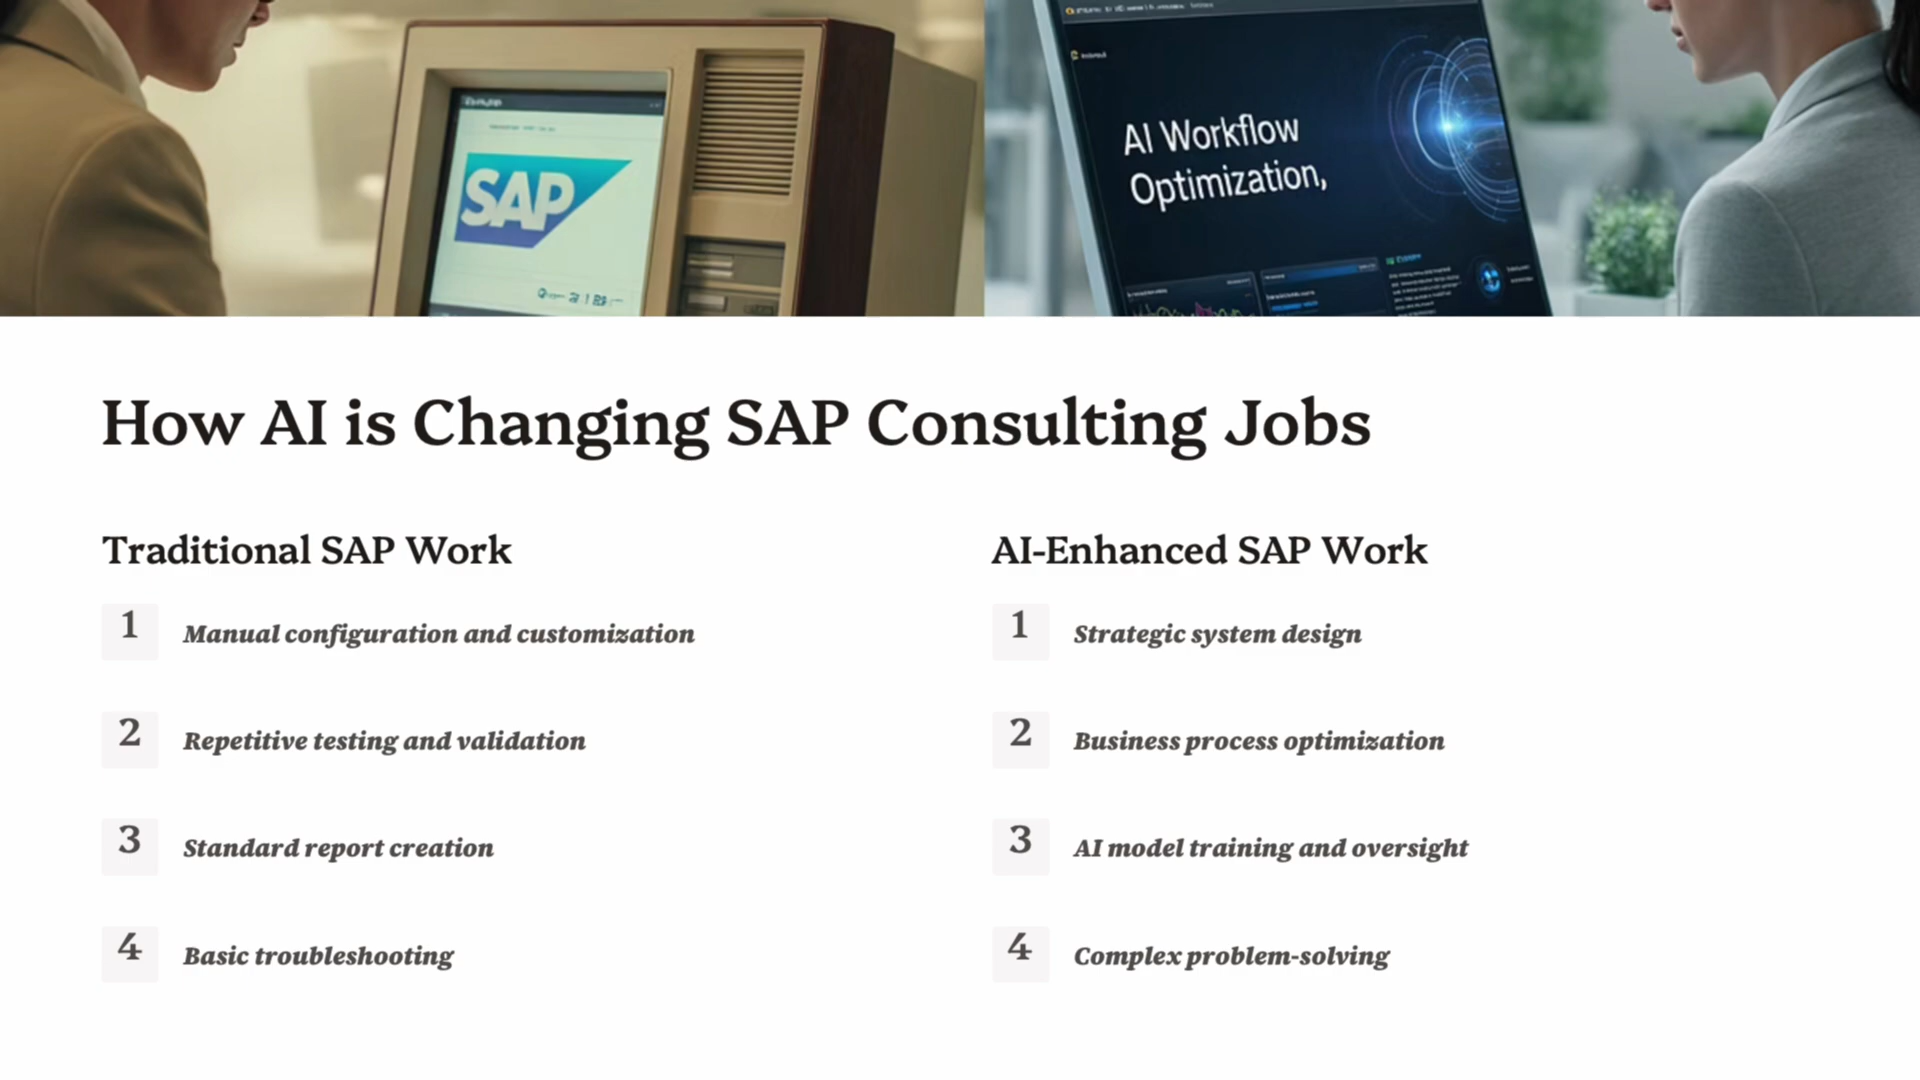 SAP
AI Workflow
Optimization,
How AI is Changing SAP Consulting Jobs
Traditional SAP Work
1 Manual configuration and customization
2 Repetitive testing and validation
3 Standard report creation
4 Basic troubleshooting
AI-Enhanced SAP Work
1 Strategic system design
2 Business process optimization
3 AI model training and oversight
4 Complex problem-solving